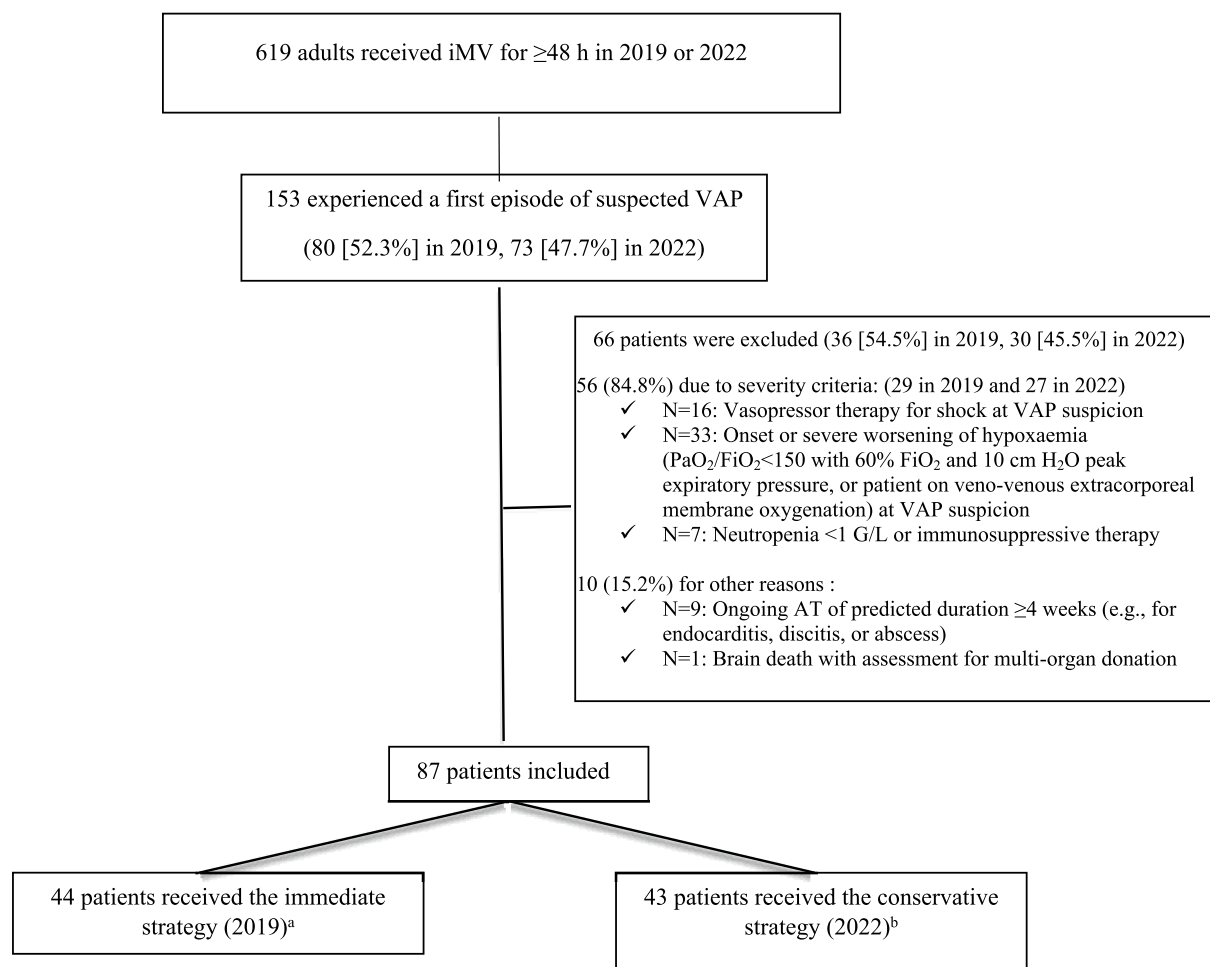 619 adults received iMV for ≥48 h in 2019 or 2022
153 experienced a first episode of suspected VAP
(80 [52.3%] in 2019, 73 [47.7%] in 2022)
66 patients were excluded (36 [54.5%] in 2019, 30 [45.5%] in 2022)
56 (84.8%) due to severity criteria: (29 in 2019 and 27 in 2022)
✓ N=16: Vasopressor therapy for shock at VAP suspicion
✓ N=33: Onset or severe worsening of hypoxaemia
(PaO₂/FiO₂<150 with 60% FiO₂ and 10 cm H₂O peak
expiratory pressure, or patient on veno-venous extracorporeal
membrane oxygenation) at VAP suspicion
✓ N=7: Neutropenia <1 G/L or immunosuppressive therapy
10 (15.2%) for other reasons :
✓ N=9: Ongoing AT of predicted duration ≥4 weeks (e.g., for
endocarditis, discitis, or abscess)
✓ N=1: Brain death with assessment for multi-organ donation
87 patients included
44 patients received the immediate
strategy (2019)ᵃ
43 patients received the conservative
strategy (2022)ᵇ